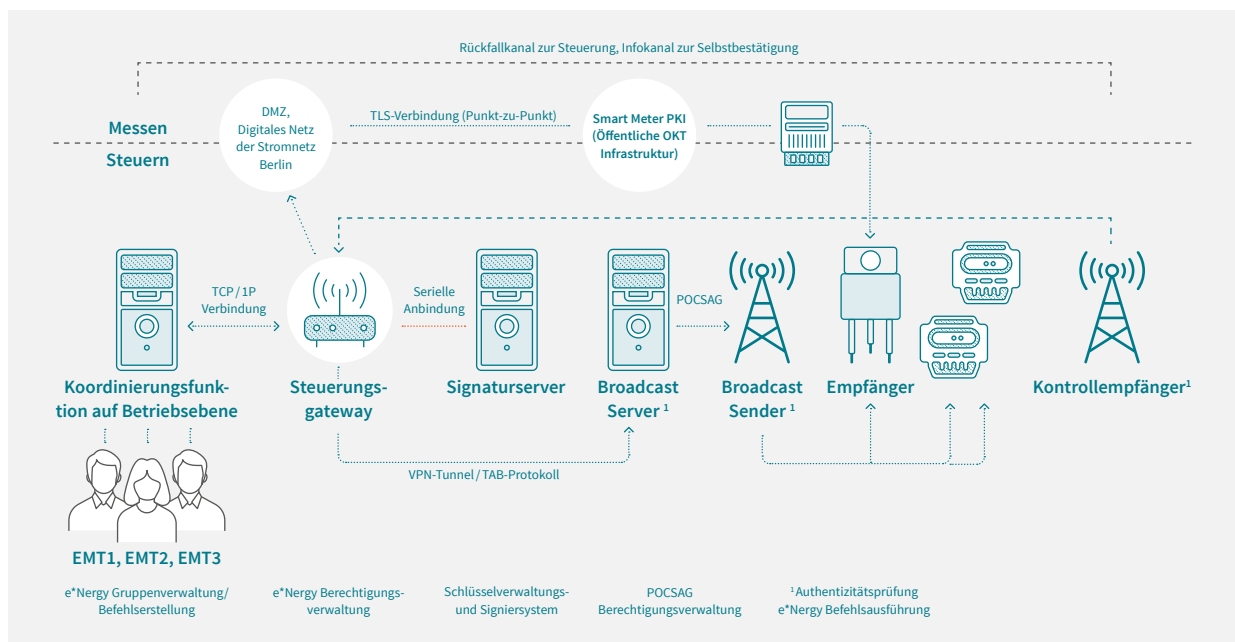 Rückfallkanal zur Steuerung, Infokanal zur Selbstbestätigung
Messen
Steuern
DMZ,
Digitales Netz
der Stromnetz
Berlin
TLS-Verbindung (Punkt-zu-Punkt)
Smart Meter PKI
(Öffentliche OKT
Infrastruktur)
TCP/1P
Verbindung
Serielle
Anbindung
POCSAG
Koordinierungsfunk-
tion auf Betriebsebene
Steuerungs-
gateway
Signaturserver
Broadcast
Server ¹
Broadcast
Sender ¹
Empfänger
Kontrollempfänger¹
VPN-Tunnel/TAB-Protokoll
EMT1, EMT2, EMT3
e*Nergy Gruppenverwaltung/
Befehlserstellung
e*Nergy Berechtigungs-
verwaltung
Schlüsselverwaltungs-
und Signiersystem
POCSAG
Berechtigungsverwaltung
¹ Authentizitätsprüfung
e*Nergy Befehlsausführung